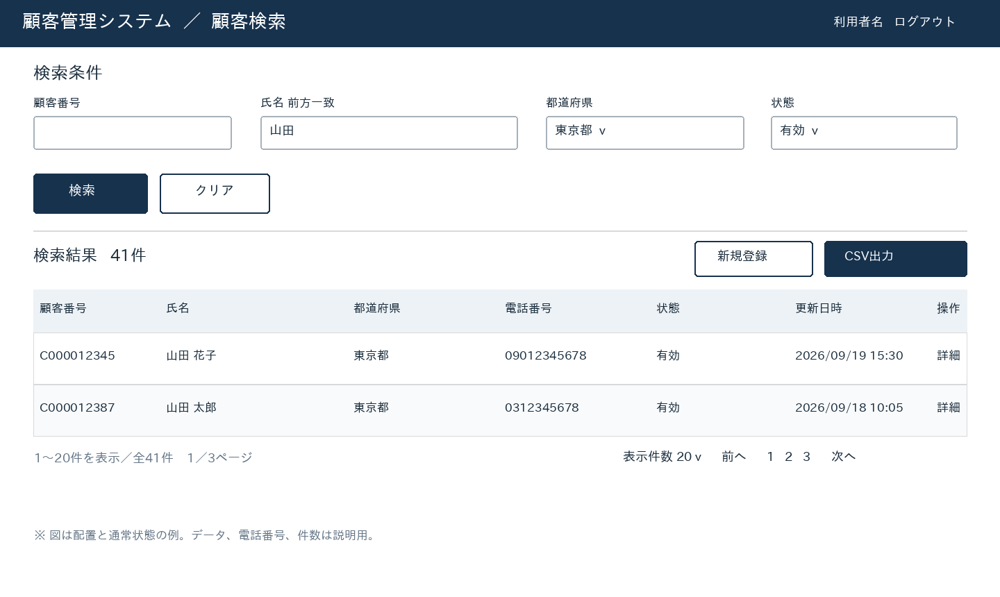 顧客管理システム ／ 顧客検索 利用者名 ログアウト
検索条件
顧客番号 氏名 前方一致 都道府県 状態
山田 東京都 v 有効 v
検索 クリア
検索結果 41件 新規登録 CSV出力
顧客番号 氏名 都道府県 電話番号 状態 更新日時 操作
C000012345 山田 花子 東京都 09012345678 有効 2026/09/19 15:30 詳細
C000012387 山田 太郎 東京都 0312345678 有効 2026/09/18 10:05 詳細
1～20件を表示／全41件 1／3ページ 表示件数 20 v 前へ 1 2 3 次へ
※ 図は配置と通常状態の例。データ、電話番号、件数は説明用。